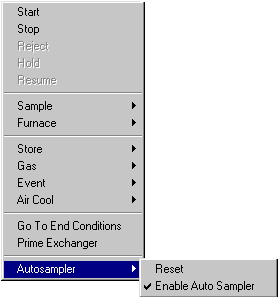 Start
Stop
Reject
Hold
Resume
Sample
Furnace
Store
Gas
Event
Air Cool
Go To End Conditions
Prime Exchanger
Autosampler
Reset
Enable Auto Sampler